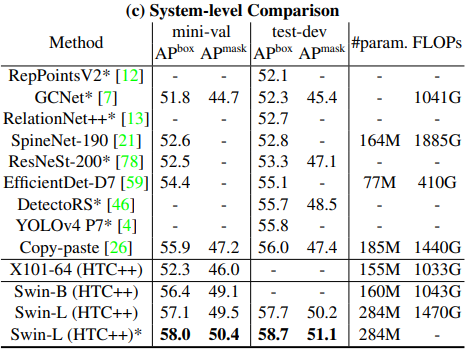 (c) System-level Comparison
Method mini-val test-dev #param. FLOPs
AP^box AP^mask AP^box AP^mask
RepPointsV2* [12] - - 52.1 - - -
GCNet* [7] 51.8 44.7 52.3 45.4 - 1041G
RelationNet++* [13] - - 52.7 - - -
SpineNet-190 [21] 52.6 - 52.8 - 164M 1885G
ResNeSt-200* [78] 52.5 - 53.3 47.1 - -
EfficientDet-D7 [59] 54.4 - 55.1 - 77M 410G
DetectoRS* [46] - - 55.7 48.5 - -
YOLOv4 P7* [4] - - 55.8 - - -
Copy-paste [26] 55.9 47.2 56.0 47.4 185M 1440G
X101-64 (HTC++) 52.3 46.0 - - 155M 1033G
Swin-B (HTC++) 56.4 49.1 - - 160M 1043G
Swin-L (HTC++) 57.1 49.5 57.7 50.2 284M 1470G
Swin-L (HTC++)* 58.0 50.4 58.7 51.1 284M -